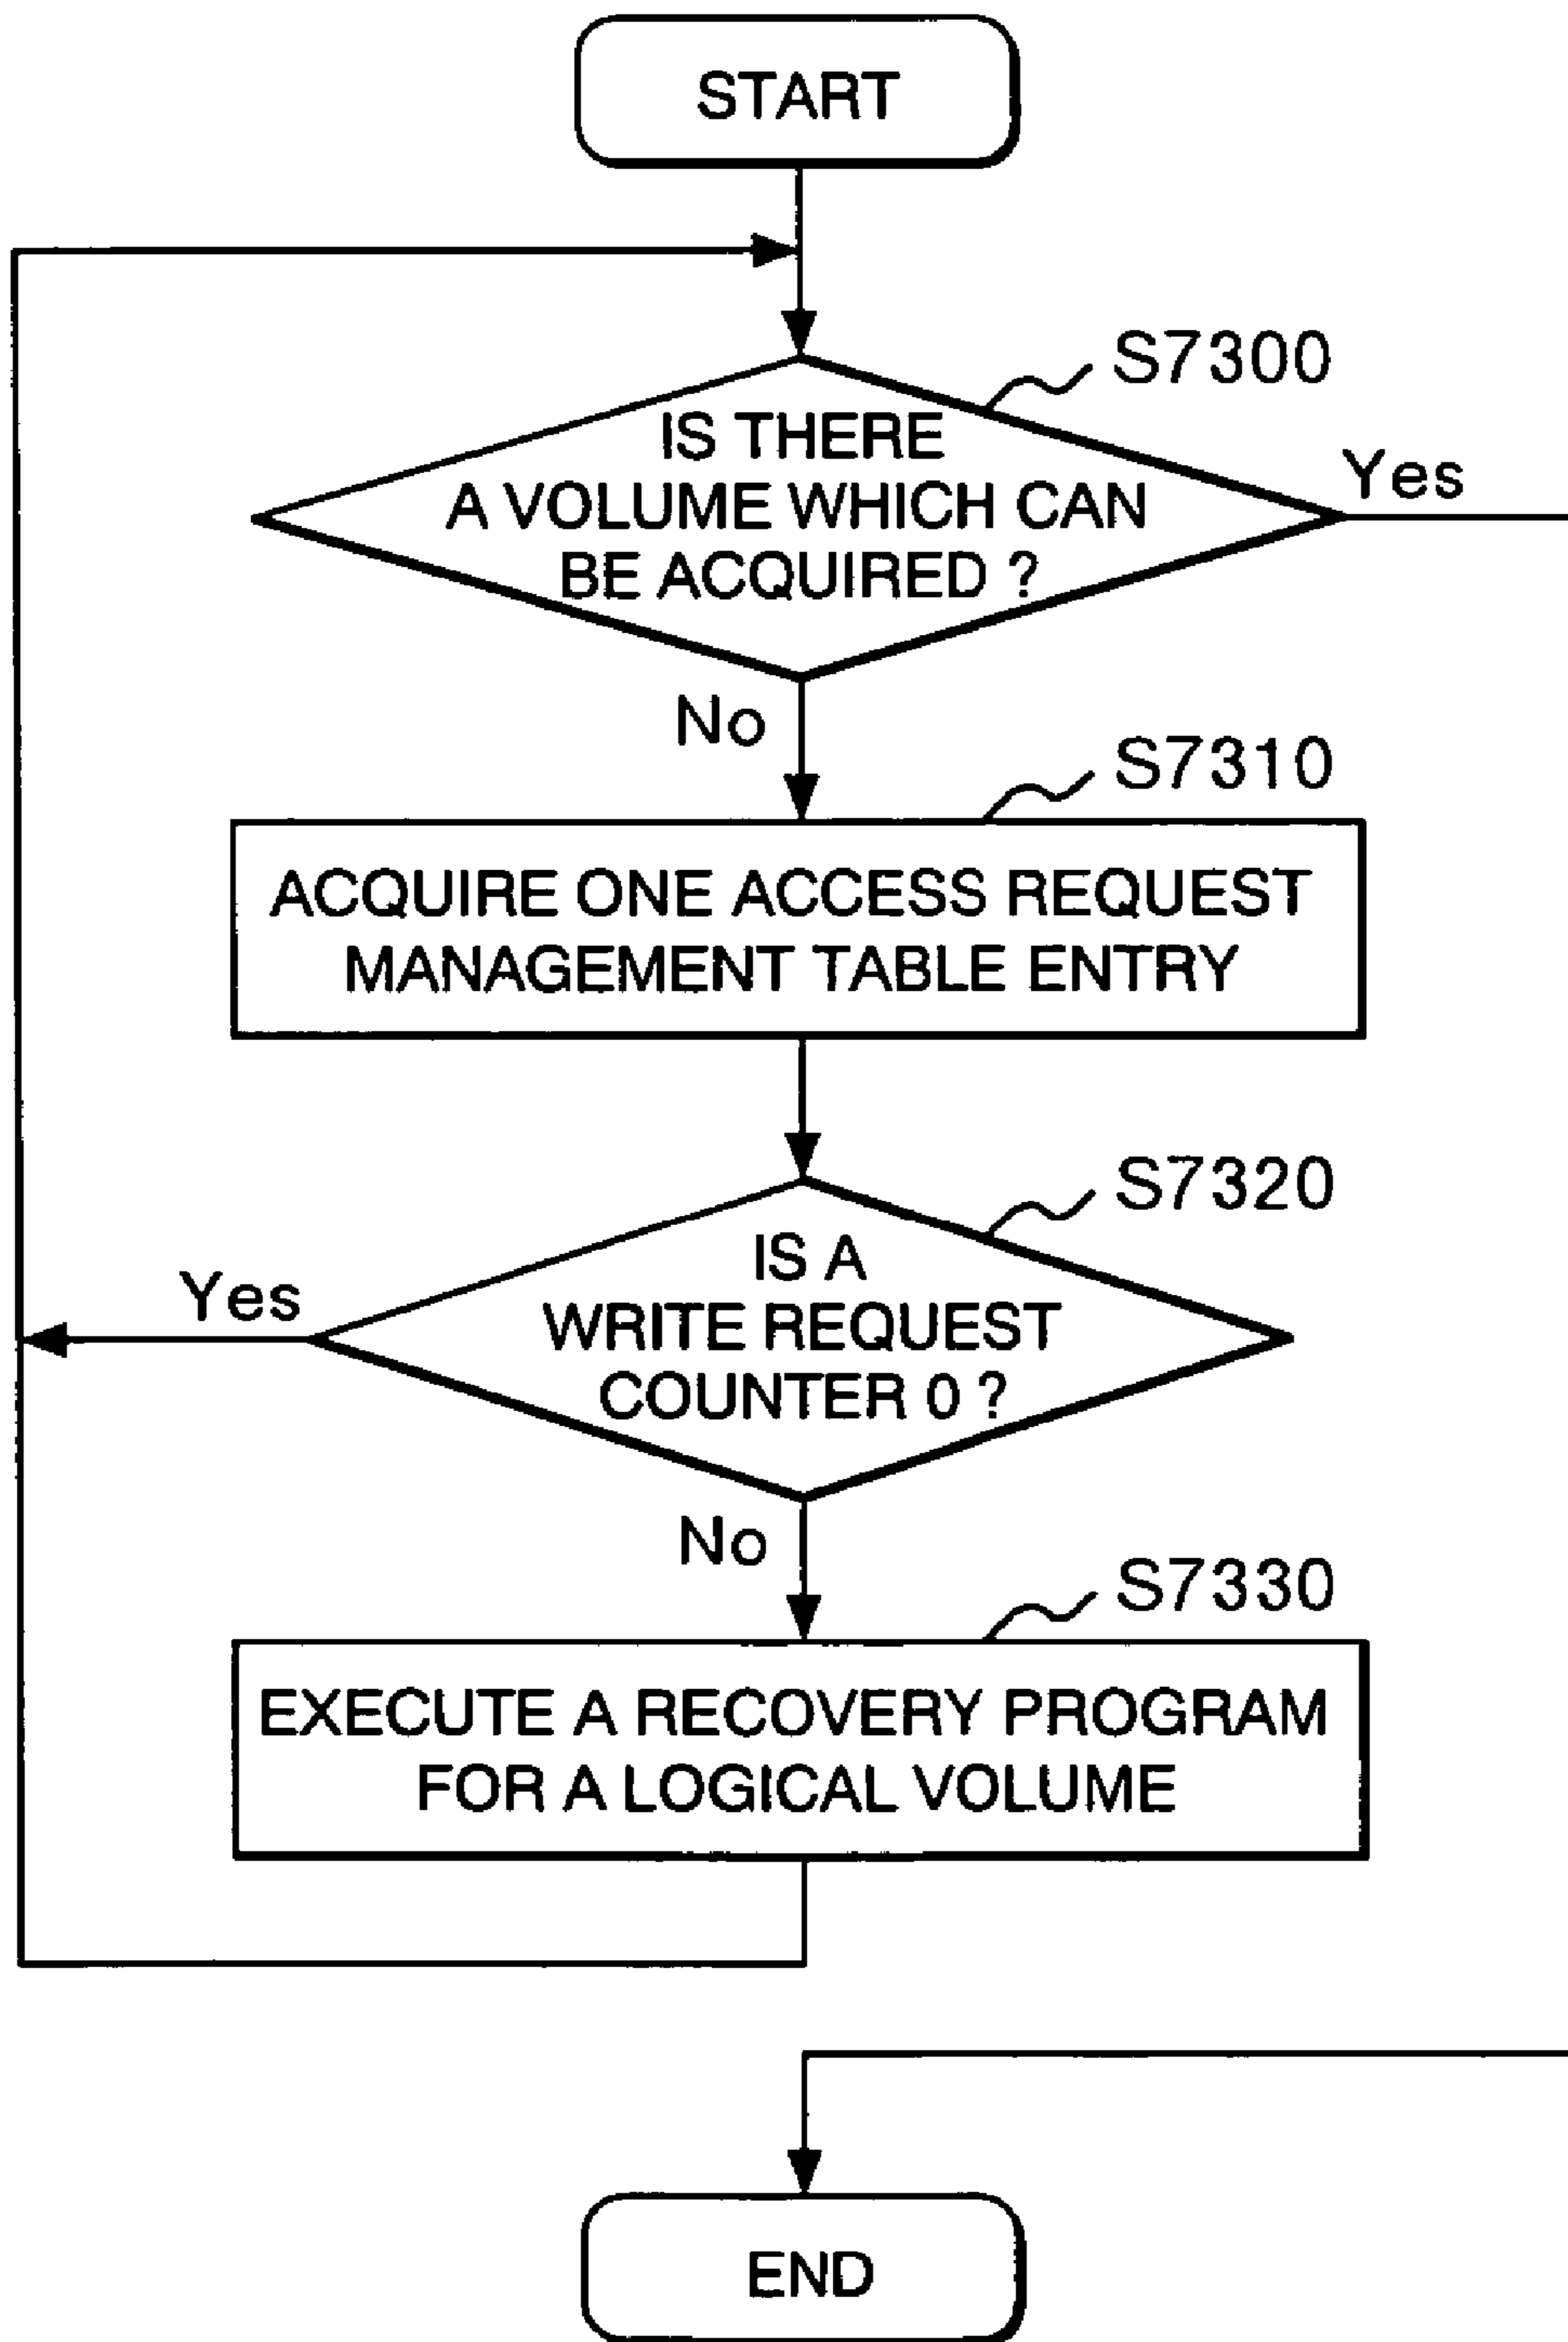 START
S7300
IS THERE
A VOLUME WHICH CAN
BE ACQUIRED ?
Yes
No
S7310
ACQUIRE ONE ACCESS REQUEST
MANAGEMENT TABLE ENTRY
S7320
IS A
WRITE REQUEST
COUNTER 0 ?
Yes
No
S7330
EXECUTE A RECOVERY PROGRAM
FOR A LOGICAL VOLUME
END